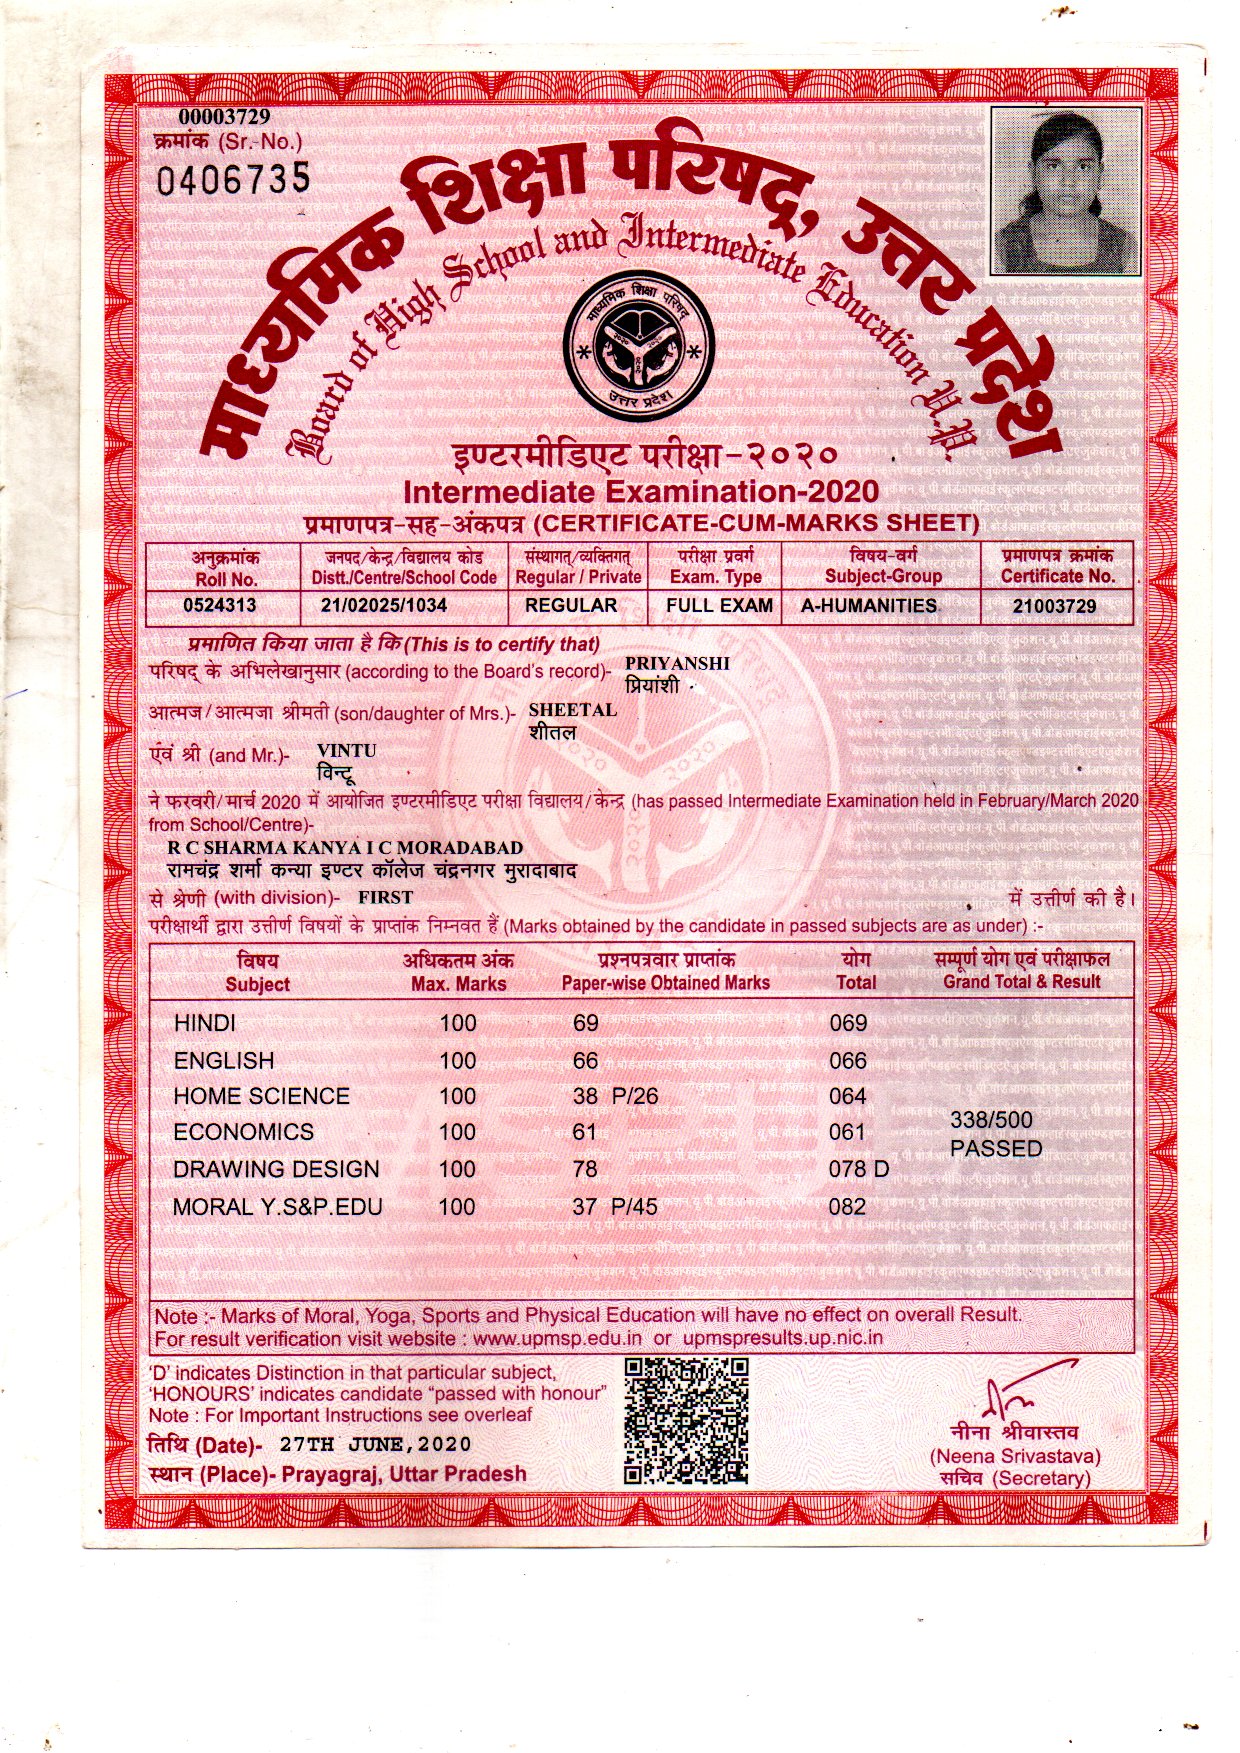 00003729
क्रमांक (Sr.-No.)
0406735
माध्यमिक शिक्षा परिषद्, उत्तर प्रदेश
Board of High School and Intermediate Education U.P.
माध्यमिक शिक्षा परिषद्
२०२० २०२०
२०२०
उत्तर प्रदेश
इण्टरमीडिएट परीक्षा-२०२०
Intermediate Examination-2020
प्रमाणपत्र-सह-अंकपत्र (CERTIFICATE-CUM-MARKS SHEET)
अनुक्रमांक जनपद/केन्द्र/विद्यालय कोड संस्थागत्/व्यक्तिगत् परीक्षा प्रवर्ग विषय-वर्ग प्रमाणपत्र क्रमांक
Roll No. Distt./Centre/School Code Regular / Private Exam. Type Subject-Group Certificate No.
0524313 21/02025/1034 REGULAR FULL EXAM A-HUMANITIES 21003729
प्रमाणित किया जाता है कि (This is to certify that)
परिषद् के अभिलेखानुसार (according to the Board's record)- PRIYANSHI
प्रियांशी
आत्मज/आत्मजा श्रीमती (son/daughter of Mrs.)- SHEETAL
शीतल
एंवं श्री (and Mr.)- VINTU
विन्टू
ने फरवरी/मार्च 2020 में आयोजित इण्टरमीडिएट परीक्षा विद्यालय/केन्द्र (has passed Intermediate Examination held in February/March 2020
from School/Centre)-
R C SHARMA KANYA I C MORADABAD
रामचंद्र शर्मा कन्या इण्टर कॉलेज चंद्रनगर मुरादाबाद
से श्रेणी (with division)- FIRST में उत्तीर्ण की है।
परीक्षार्थी द्वारा उत्तीर्ण विषयों के प्राप्तांक निम्नवत हैं (Marks obtained by the candidate in passed subjects are as under) :-
विषय अधिकतम अंक प्रश्नपत्रवार प्राप्तांक योग सम्पूर्ण योग एवं परीक्षाफल
Subject Max. Marks Paper-wise Obtained Marks Total Grand Total & Result
HINDI 100 69 069
ENGLISH 100 66 066
HOME SCIENCE 100 38 P/26 064
338/500
ECONOMICS 100 61 061
PASSED
DRAWING DESIGN 100 78 078 D
MORAL Y.S&P.EDU 100 37 P/45 082
Note :- Marks of Moral, Yoga, Sports and Physical Education will have no effect on overall Result.
For result verification visit website : www.upmsp.edu.in or upmspresults.up.nic.in
'D' indicates Distinction in that particular subject,
'HONOURS' indicates candidate "passed with honour"
Note : For Important Instructions see overleaf
तिथि (Date)- 27TH JUNE,2020
स्थान (Place)- Prayagraj, Uttar Pradesh
नीना श्रीवास्तव
(Neena Srivastava)
सचिव (Secretary)